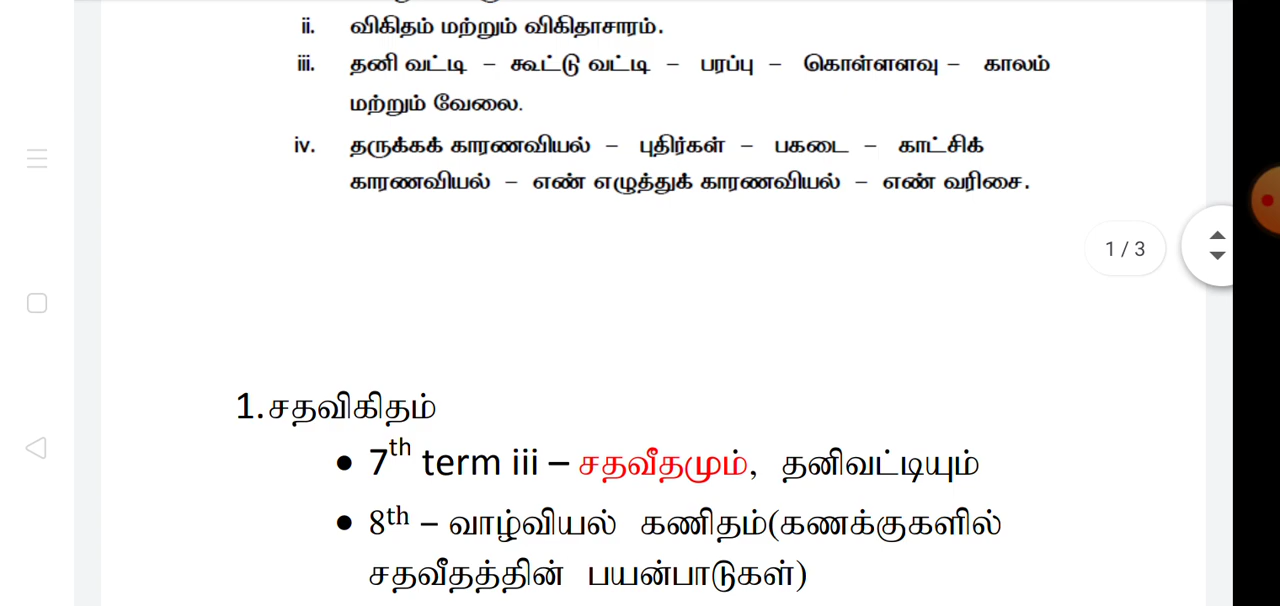 ii. விகிதம் மற்றும் விகிதாசாரம்.
iii. தனி வட்டி – கூட்டு வட்டி – பரப்பு – கொள்ளளவு – காலம்
மற்றும் வேலை.
iv. தருக்கக் காரணவியல் – புதிர்கள் – பகடை – காட்சிக்
காரணவியல் – எண் எழுத்துக் காரணவியல் – எண் வரிசை.
1 / 3
1. சதவிகிதம்
• 7th term iii – சதவீதமும், தனிவட்டியும்
• 8th – வாழ்வியல் கணிதம்(கணக்குகளில்
சதவீதத்தின் பயன்பாடுகள்)